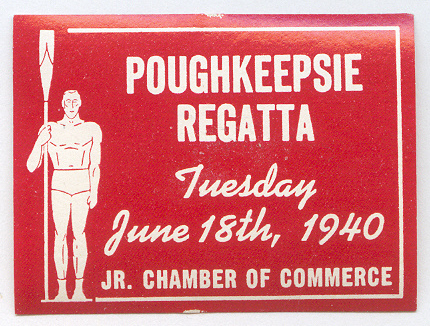 POUGHKEEPSIE
REGATTA
Tuesday
June 18th, 1940
JR. CHAMBER OF COMMERCE